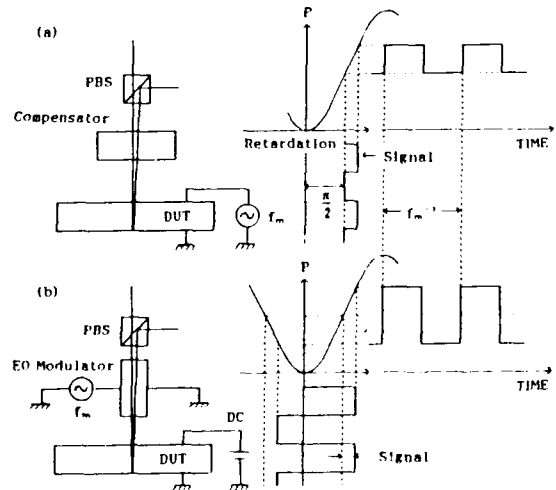 (a)
PBS
Compensator
DUT
fm
P
Retardation
Signal
π/2
fm⁻¹
TIME
(b)
PBS
EO Modulator
fm
DC
DUT
P
Signal
TIME